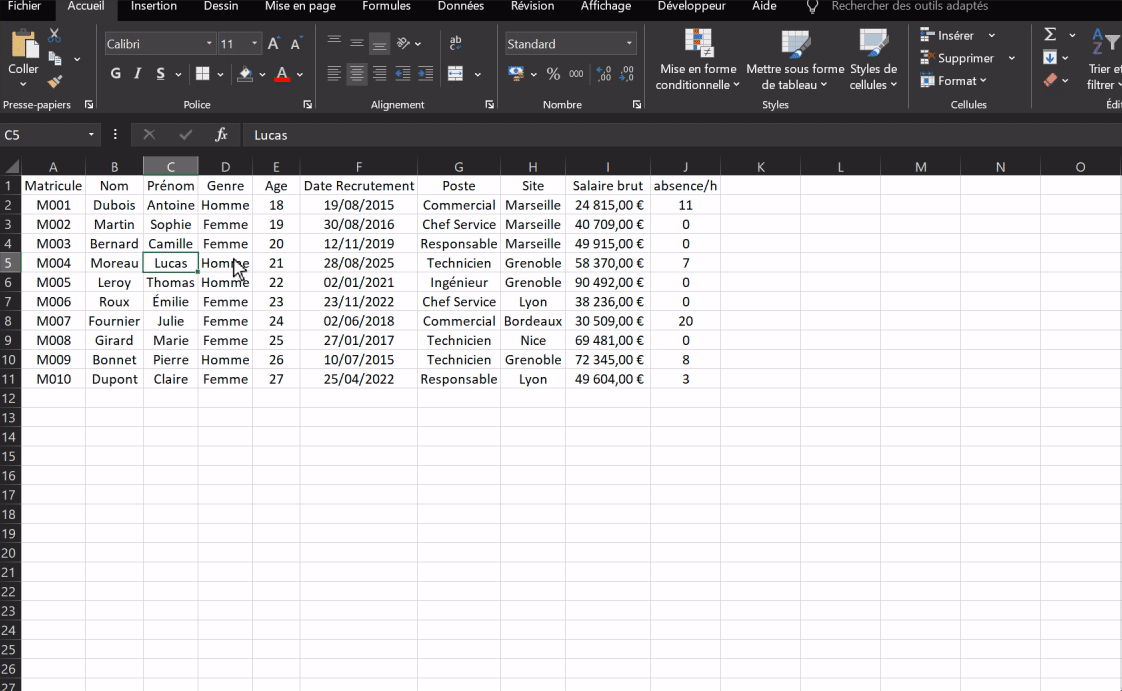 Fichier Accueil Insertion Dessin Mise en page Formules Données Révision Affichage Développeur Aide Rechercher des outils adaptés
Coller
Calibri 11
ab
c
Standard
Mise en forme conditionnelle
Mettre sous forme de tableau
Styles de cellules
Insérer
Supprimer
Format
Σ
A
Z
G I S
A
% 000
,00
,00
Presse-papiers Police Alignement Nombre Styles Cellules
C5 fx Lucas
A B C D E F G H I J K L M N O
1 Matricule Nom Prénom Genre Age Date Recrutement Poste Site Salaire brut absence/h
2 M001 Dubois Antoine Homme 18 19/08/2015 Commercial Marseille 24 815,00 € 11
3 M002 Martin Sophie Femme 19 30/08/2016 Chef Service Marseille 40 709,00 € 0
4 M003 Bernard Camille Femme 20 12/11/2019 Responsable Marseille 49 915,00 € 0
5 M004 Moreau Lucas Homme 21 28/08/2025 Technicien Grenoble 58 370,00 € 7
6 M005 Leroy Thomas Homme 22 02/01/2021 Ingénieur Grenoble 90 492,00 € 0
7 M006 Roux Émilie Femme 23 23/11/2022 Chef Service Lyon 38 236,00 € 0
8 M007 Fournier Julie Femme 24 02/06/2018 Commercial Bordeaux 30 509,00 € 20
9 M008 Girard Marie Femme 25 27/01/2017 Technicien Nice 69 481,00 € 0
10 M009 Bonnet Pierre Homme 26 10/07/2015 Technicien Grenoble 72 345,00 € 8
11 M010 Dupont Claire Femme 27 25/04/2022 Responsable Lyon 49 604,00 € 3
12
13
14
15
16
17
18
19
20
21
22
23
24
25
26
27